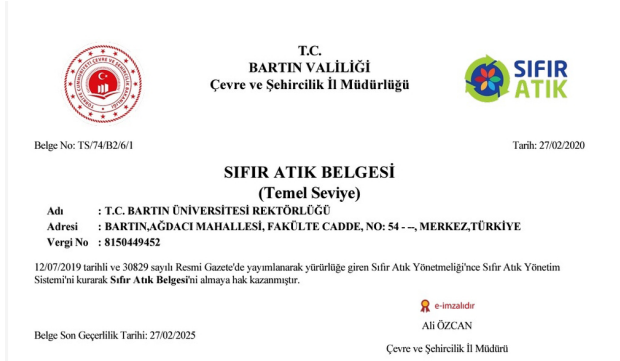 T.C.
BARTIN VALİLİĞİ
Çevre ve Şehircilik İl Müdürlüğü
SIFIR
ATIK
Belge No: TS/74/B2/6/1
Tarih: 27/02/2020
SIFIR ATIK BELGESİ
(Temel Seviye)
Adı : T.C. BARTIN ÜNİVERSİTESİ REKTÖRLÜĞÜ
Adresi : BARTIN,AĞDACI MAHALLESİ, FAKÜLTE CADDE, NO: 54 - --, MERKEZ,TÜRKİYE
Vergi No : 8150449452
12/07/2019 tarihli ve 30829 sayılı Resmi Gazete'de yayımlanarak yürürlüğe giren Sıfır Atık Yönetmeliği'nce Sıfır Atık Yönetim
Sistemi'ni kurarak Sıfır Atık Belgesi'ni almaya hak kazanmıştır.
e-imzalıdır
Ali ÖZCAN
Belge Son Geçerlilik Tarihi: 27/02/2025
Çevre ve Şehircilik İl Müdürü